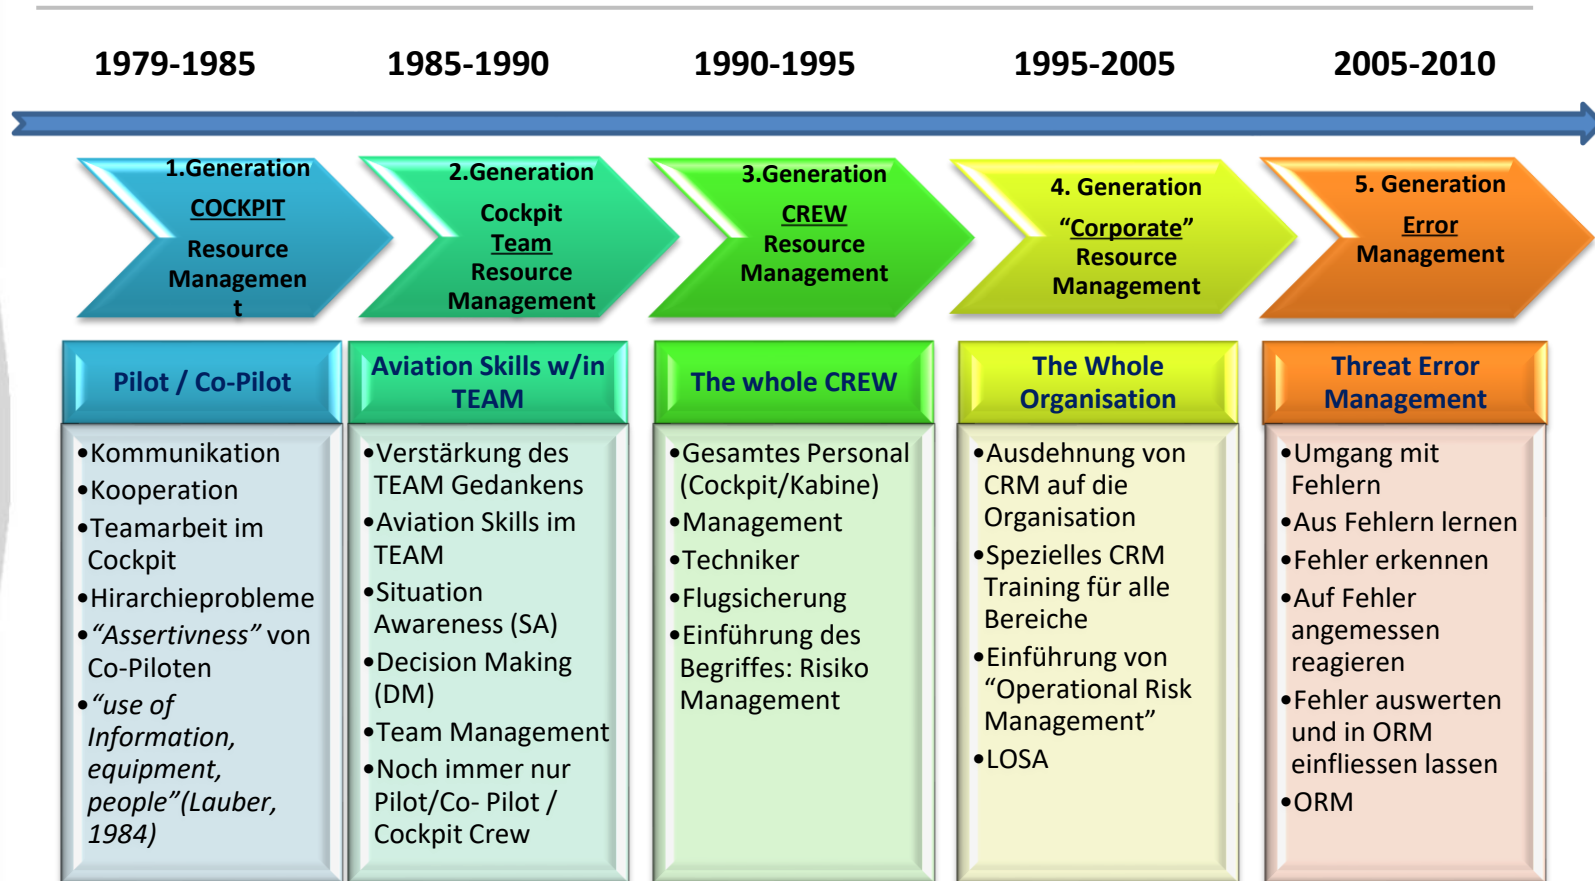 1979-1985
1985-1990
1990-1995
1995-2005
2005-2010
1.Generation
COCKPIT
Resource
Managemen
t
2.Generation
Cockpit
Team
Resource
Management
3.Generation
CREW
Resource
Management
4. Generation
“Corporate”
Resource
Management
5. Generation
Error
Management
Pilot / Co-Pilot
•Kommunikation
•Kooperation
•Teamarbeit im
Cockpit
•Hirarchieprobleme
•“Assertivness” von
Co-Piloten
•“use of
Information,
equipment,
people”(Lauber,
1984)
Aviation Skills w/in
TEAM
•Verstärkung des
TEAM Gedankens
•Aviation Skills im
TEAM
•Situation
Awareness (SA)
•Decision Making
(DM)
•Team Management
•Noch immer nur
Pilot/Co- Pilot /
Cockpit Crew
The whole CREW
•Gesamtes Personal
(Cockpit/Kabine)
•Management
•Techniker
•Flugsicherung
•Einführung des
Begriffes: Risiko
Management
The Whole
Organisation
•Ausdehnung von
CRM auf die
Organisation
•Spezielles CRM
Training für alle
Bereiche
•Einführung von
“Operational Risk
Management”
•LOSA
Threat Error
Management
•Umgang mit
Fehlern
•Aus Fehlern lernen
•Fehler erkennen
•Auf Fehler
angemessen
reagieren
•Fehler auswerten
und in ORM
einfliessen lassen
•ORM